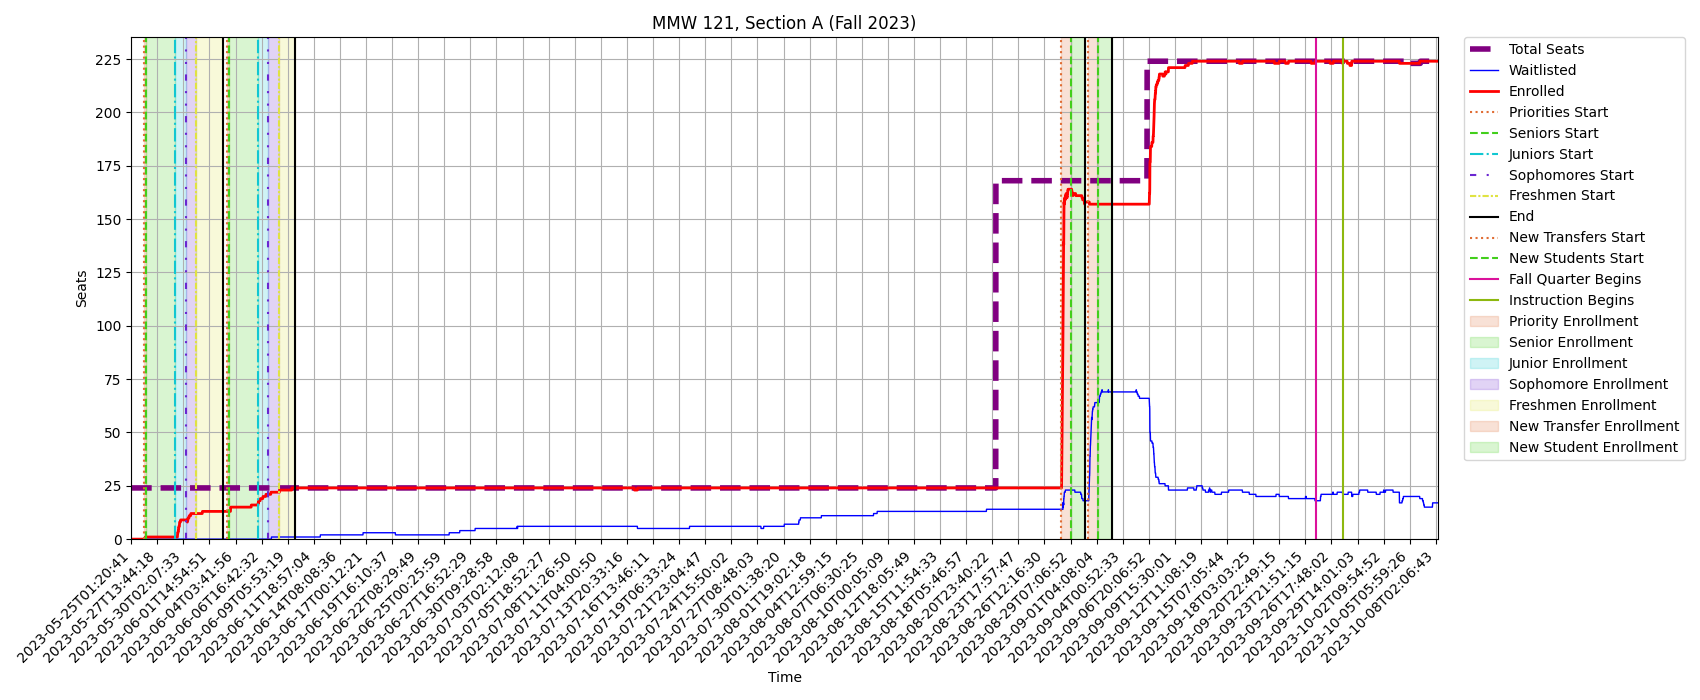 MMW 121, Section A (Fall 2023)
Seats
225
200
175
150
125
100
75
50
25
0
2023-05-25T01:20:41
2023-05-27T13:44:18
2023-05-30T02:07:33
2023-06-01T14:54:51
2023-06-04T03:41:56
2023-06-06T16:42:32
2023-06-09T05:53:19
2023-06-11T18:57:04
2023-06-14T08:08:36
2023-06-17T00:12:21
2023-06-19T16:10:37
2023-06-22T08:29:49
2023-06-25T00:25:59
2023-06-27T16:52:29
2023-06-30T09:28:58
2023-07-03T02:12:08
2023-07-05T18:52:27
2023-07-08T11:26:50
2023-07-11T04:00:50
2023-07-13T20:33:16
2023-07-16T13:46:11
2023-07-19T06:33:24
2023-07-21T23:04:47
2023-07-24T15:50:02
2023-07-27T08:48:03
2023-07-30T01:38:20
2023-08-01T19:02:18
2023-08-04T12:59:15
2023-08-07T06:30:25
2023-08-10T00:05:09
2023-08-12T18:05:49
2023-08-15T11:54:33
2023-08-18T05:46:57
2023-08-20T23:40:22
2023-08-23T17:57:47
2023-08-26T12:16:30
2023-08-29T07:06:52
2023-09-01T04:08:04
2023-09-04T00:52:33
2023-09-06T20:06:52
2023-09-09T15:30:01
2023-09-12T11:08:19
2023-09-15T07:05:44
2023-09-18T03:03:25
2023-09-20T22:49:15
2023-09-23T21:51:15
2023-09-26T17:48:02
2023-09-29T14:01:03
2023-10-02T09:54:52
2023-10-05T05:59:26
2023-10-08T02:06:43
Time
Total Seats
Waitlisted
Enrolled
Priorities Start
Seniors Start
Juniors Start
Sophomores Start
Freshmen Start
End
New Transfers Start
New Students Start
Fall Quarter Begins
Instruction Begins
Priority Enrollment
Senior Enrollment
Junior Enrollment
Sophomore Enrollment
Freshmen Enrollment
New Transfer Enrollment
New Student Enrollment